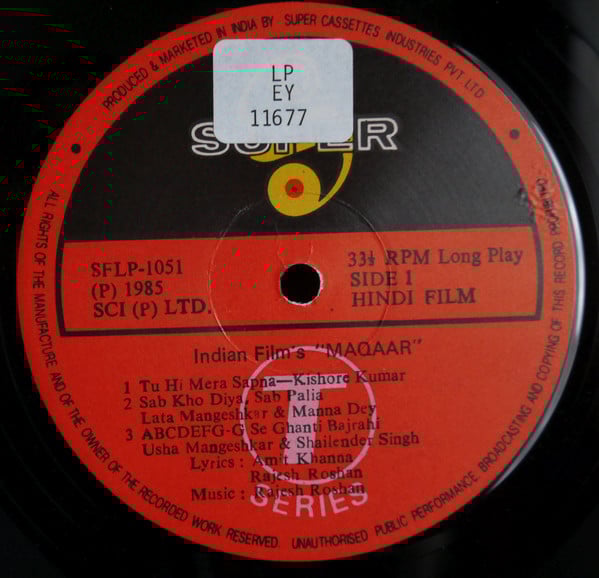 PRODUCED & MARKETED IN INDIA BY SUPER CASSETTES INDUSTRIES PVT. LTD.
LP
EY
11677
SUPER
SFLP-1051
(P) 1985
SCI (P) LTD.
33⅓ RPM Long Play
SIDE 1
HINDI FILM
Indian Film's "MAQAAR"
1 Tu Hi Mera Sapna—Kishore Kumar
2 Sab Kho Diya, Sab Palia
Lata Mangeshkar & Manna Dey
3 ABCDEFG-G Se Ghanti Bajrahi
Usha Mangeshkar & Shailender Singh
Lyrics : Amit Khanna
Rajesh Roshan
Music : Rajesh Roshan
T
SERIES
ALL RIGHTS OF THE MANUFACTURE AND OF THE OWNER OF THE RECORDED WORK RESERVED. UNAUTHORISED PUBLIC PERFORMANCE BROADCASTING AND COPYING OF THIS RECORD PROHIBITED.